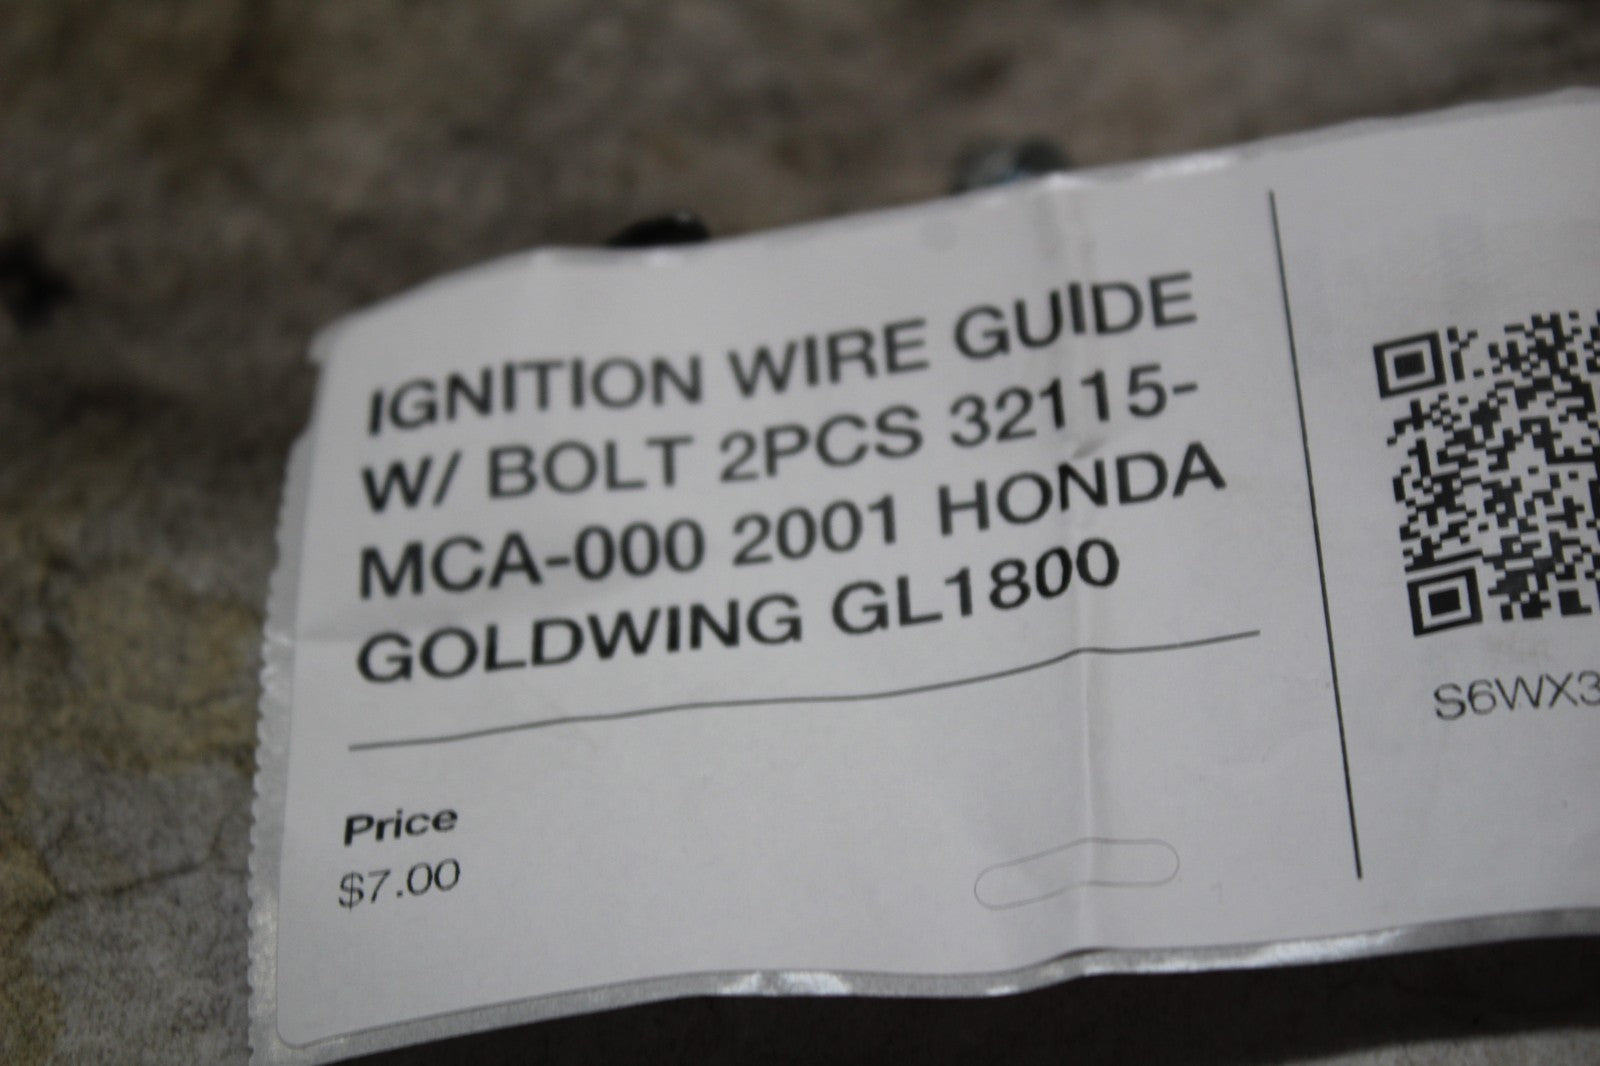 IGNITION WIRE GUIDE
W/ BOLT 2PCS 32115-
MCA-000 2001 HONDA
GOLDWING GL1800
Price
$7.00
S6WX3